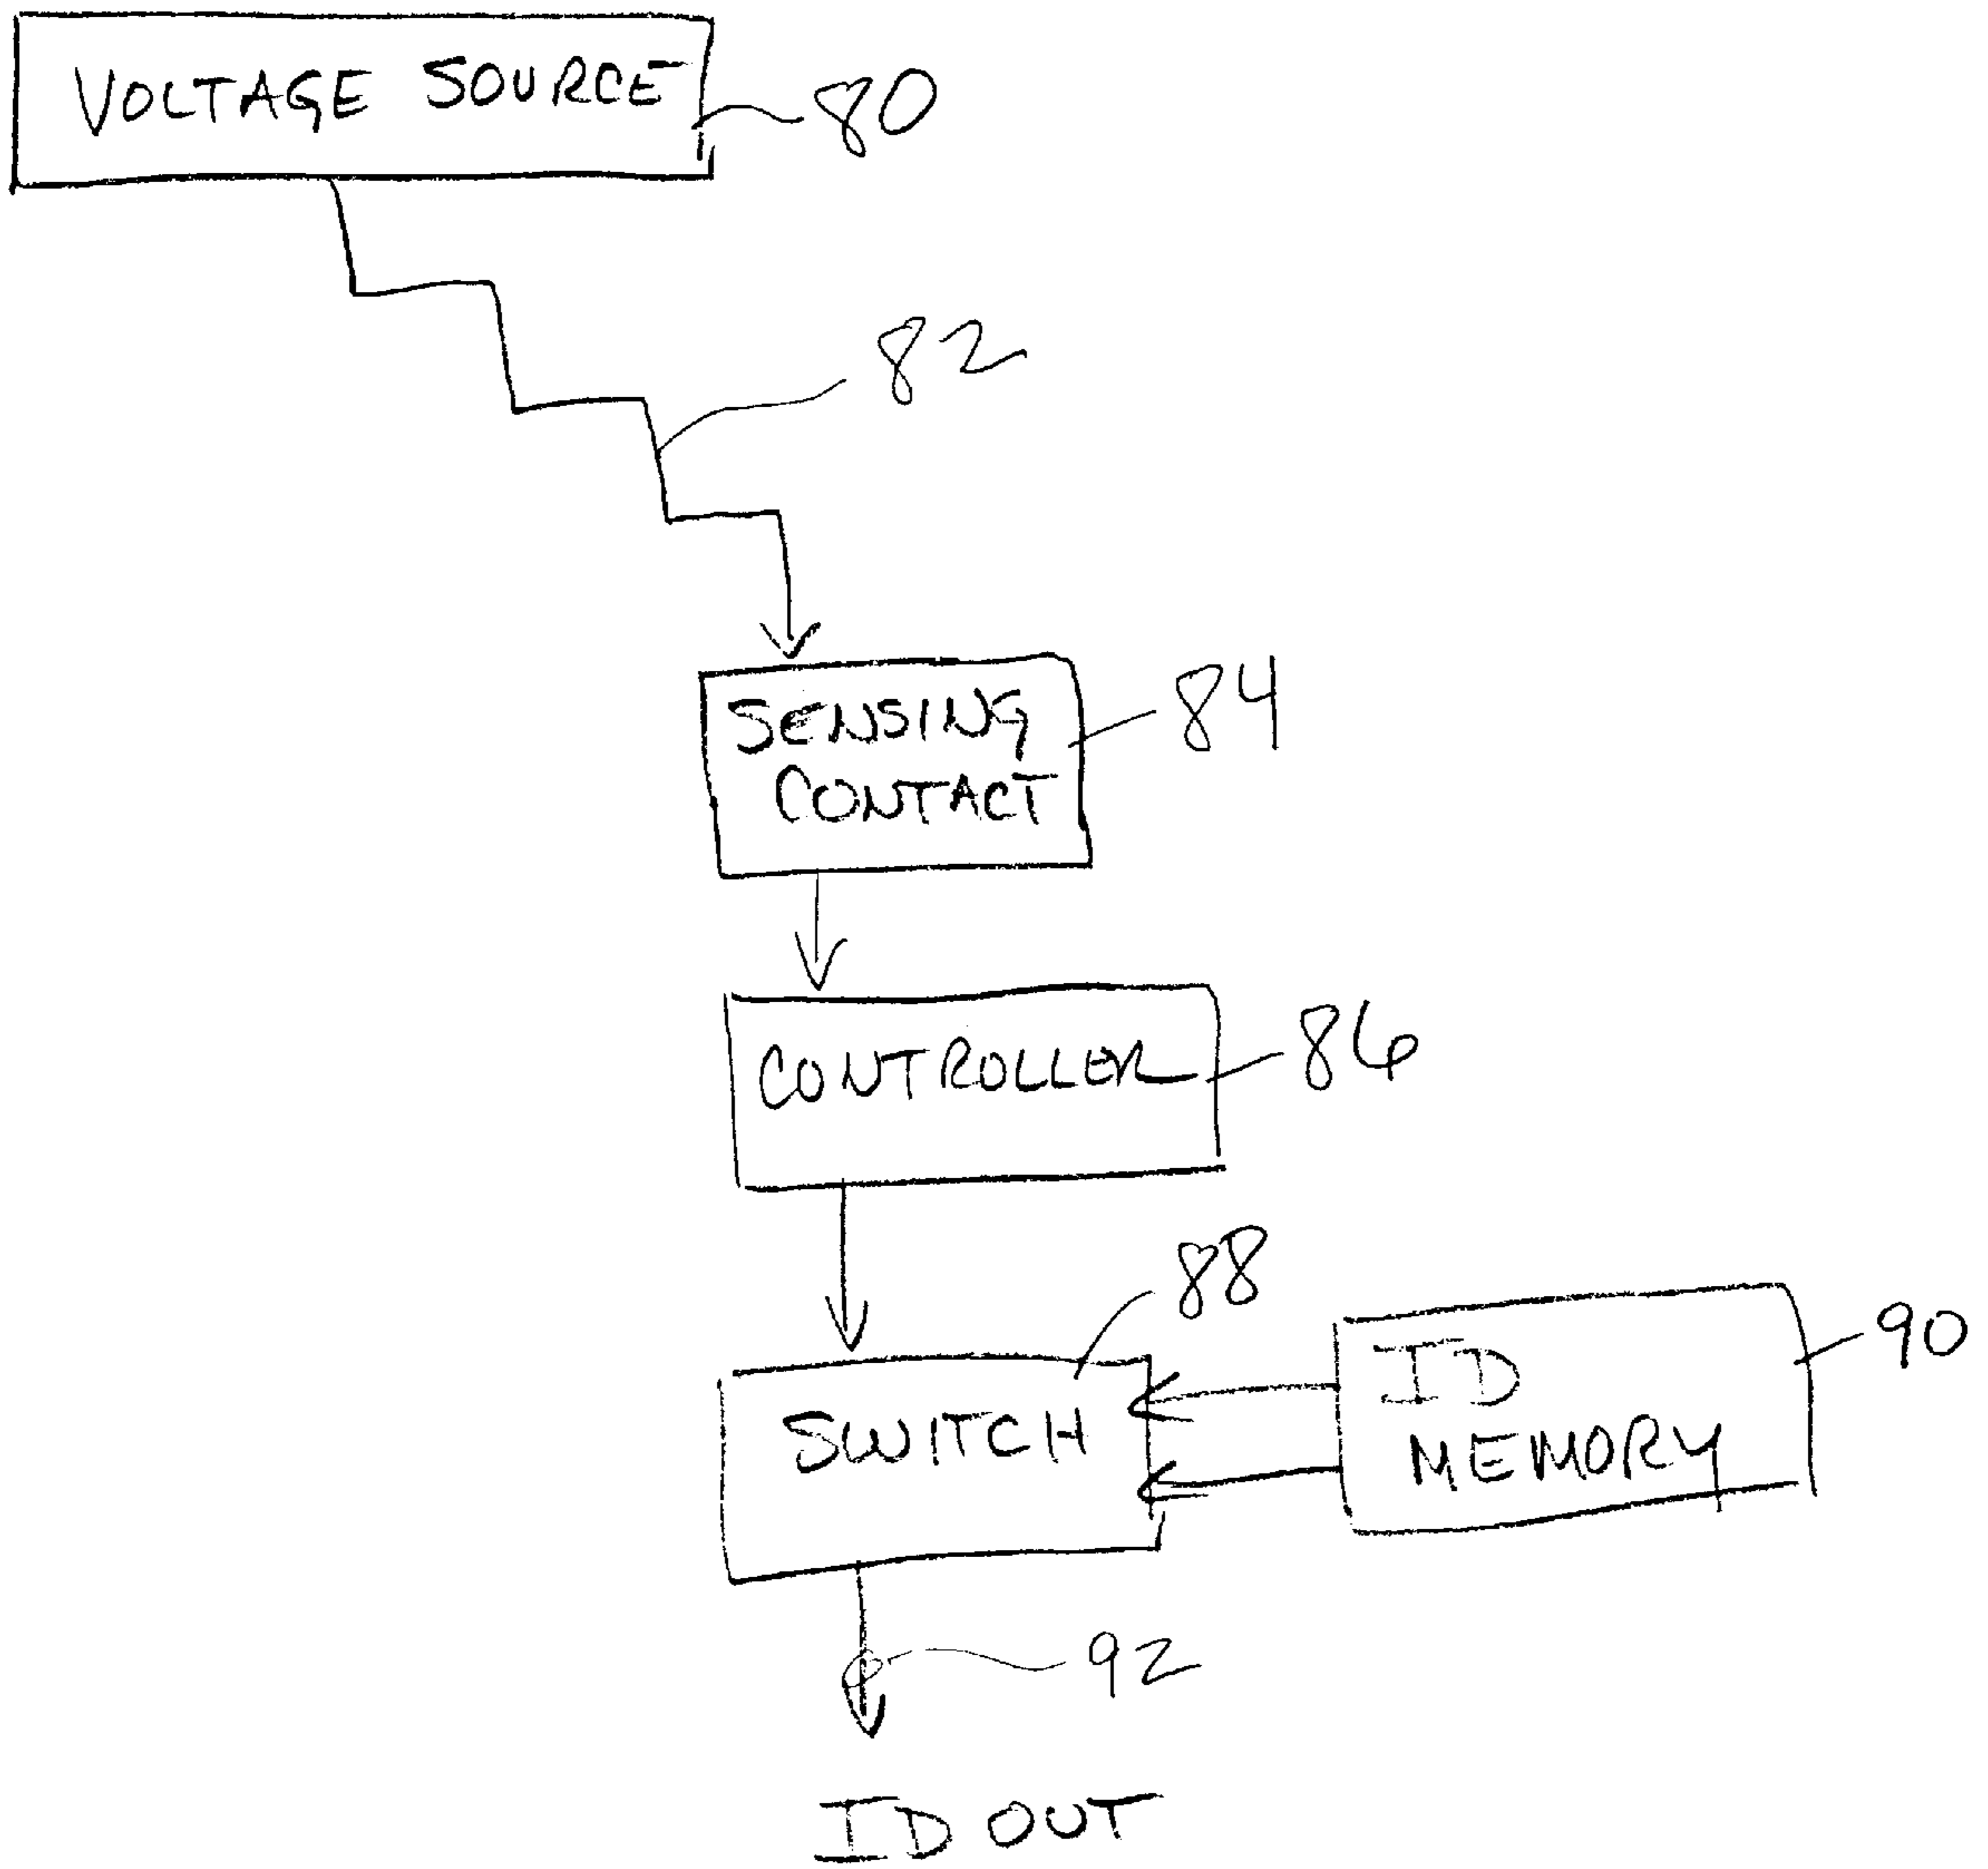 VOLTAGE SOURCE
80
82
SENSING
CONTACT
84
CONTROLLER
86
88
SWITCH
ID
MEMORY
90
92
ID OUT